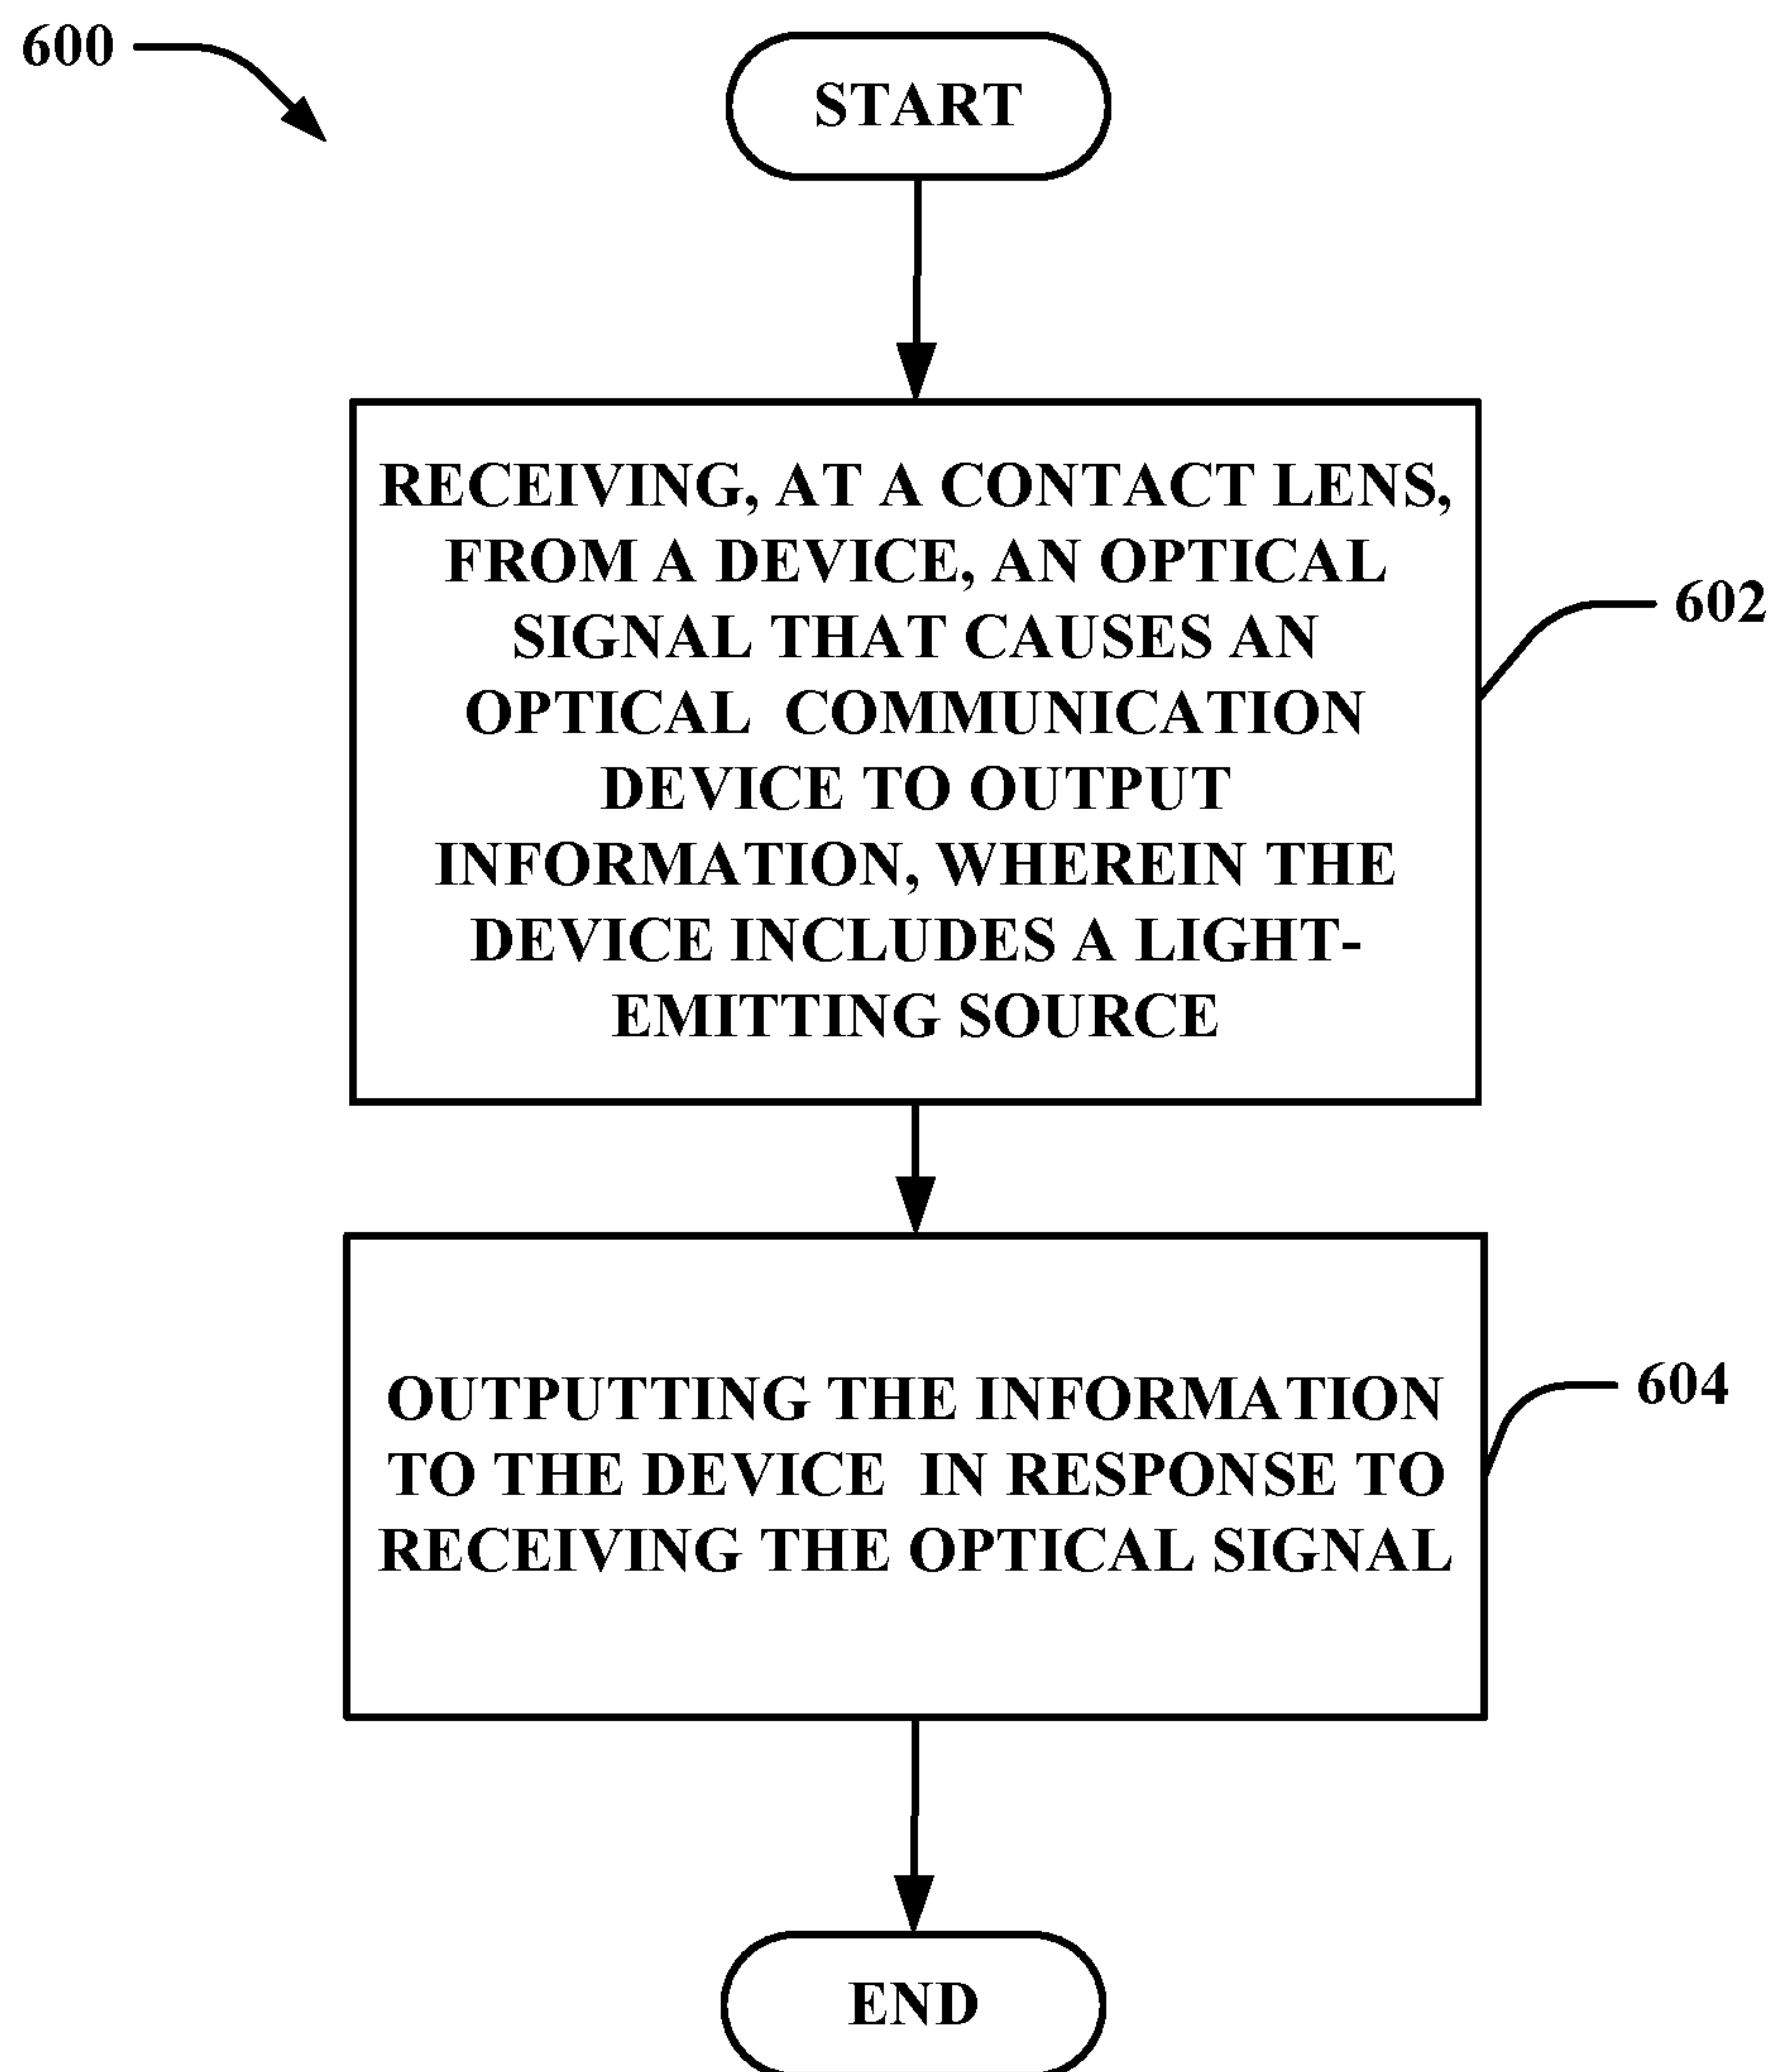 600
START
RECEIVING, AT A CONTACT LENS,
FROM A DEVICE, AN OPTICAL
SIGNAL THAT CAUSES AN
OPTICAL COMMUNICATION
DEVICE TO OUTPUT
INFORMATION, WHEREIN THE
DEVICE INCLUDES A LIGHT-
EMITTING SOURCE
602
OUTPUTTING THE INFORMATION
TO THE DEVICE IN RESPONSE TO
RECEIVING THE OPTICAL SIGNAL
604
END